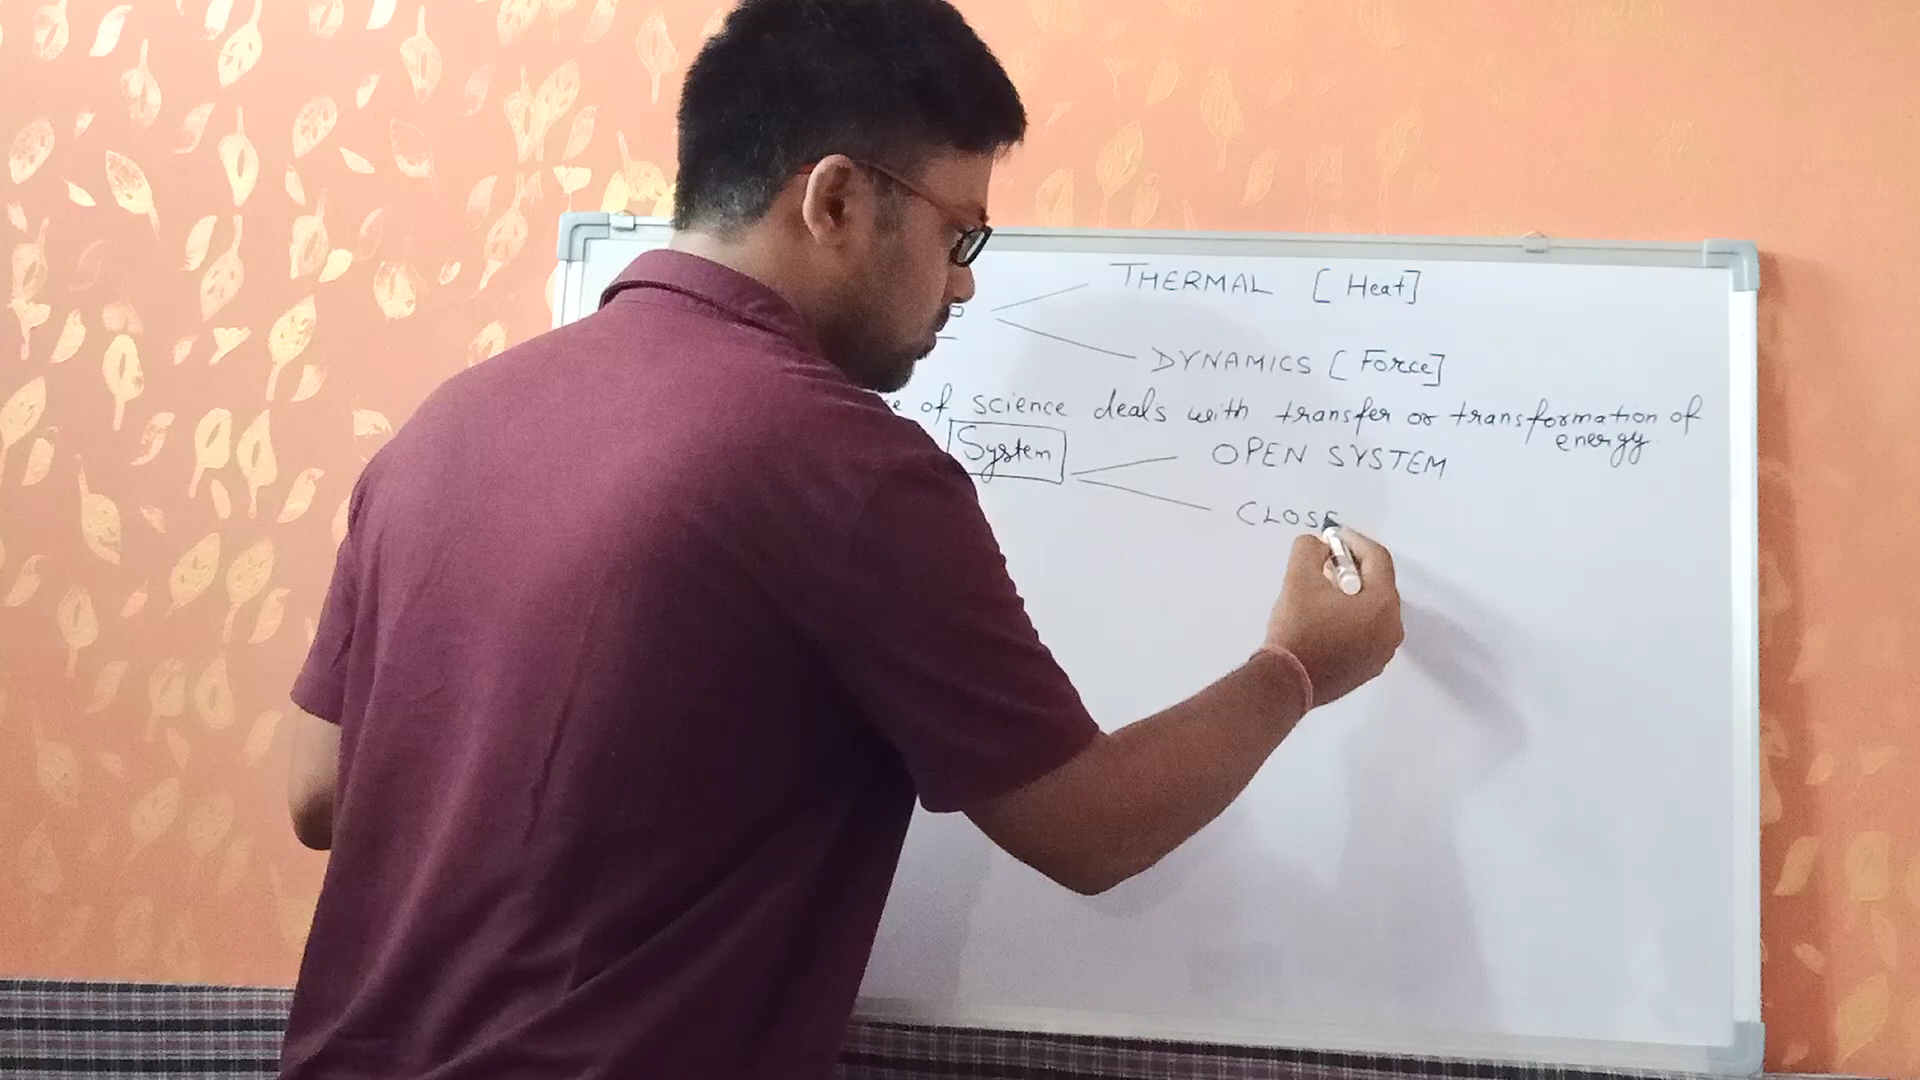 THERMAL [Heat]
DYNAMICS [Force]
of science deals with transfer or transformation of
energy.
System OPEN SYSTEM
CLOSE